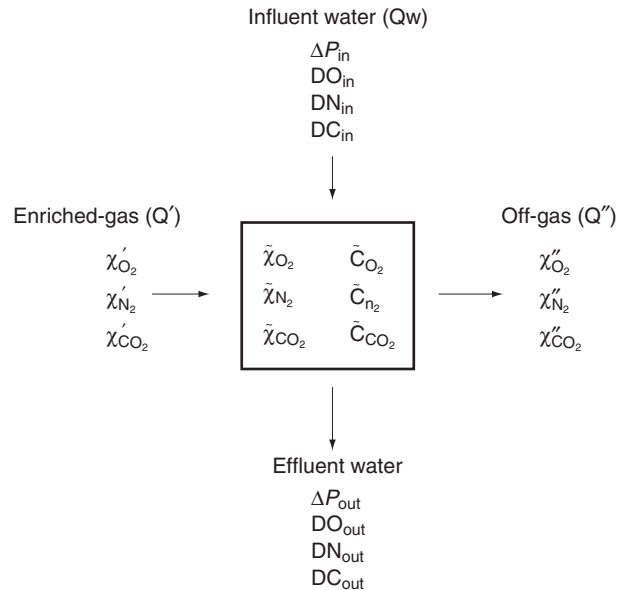 Influent water (Qw)
ΔP_in
DO_in
DN_in
DC_in
Enriched-gas (Q′)
χ′_O₂
χ′_N₂
χ′_CO₂
χ̃_O₂ C̃_O₂
χ̃_N₂ C̃_n₂
χ̃_CO₂ C̃_CO₂
Off-gas (Q″)
χ″_O₂
χ″_N₂
χ″_CO₂
Effluent water
ΔP_out
DO_out
DN_out
DC_out